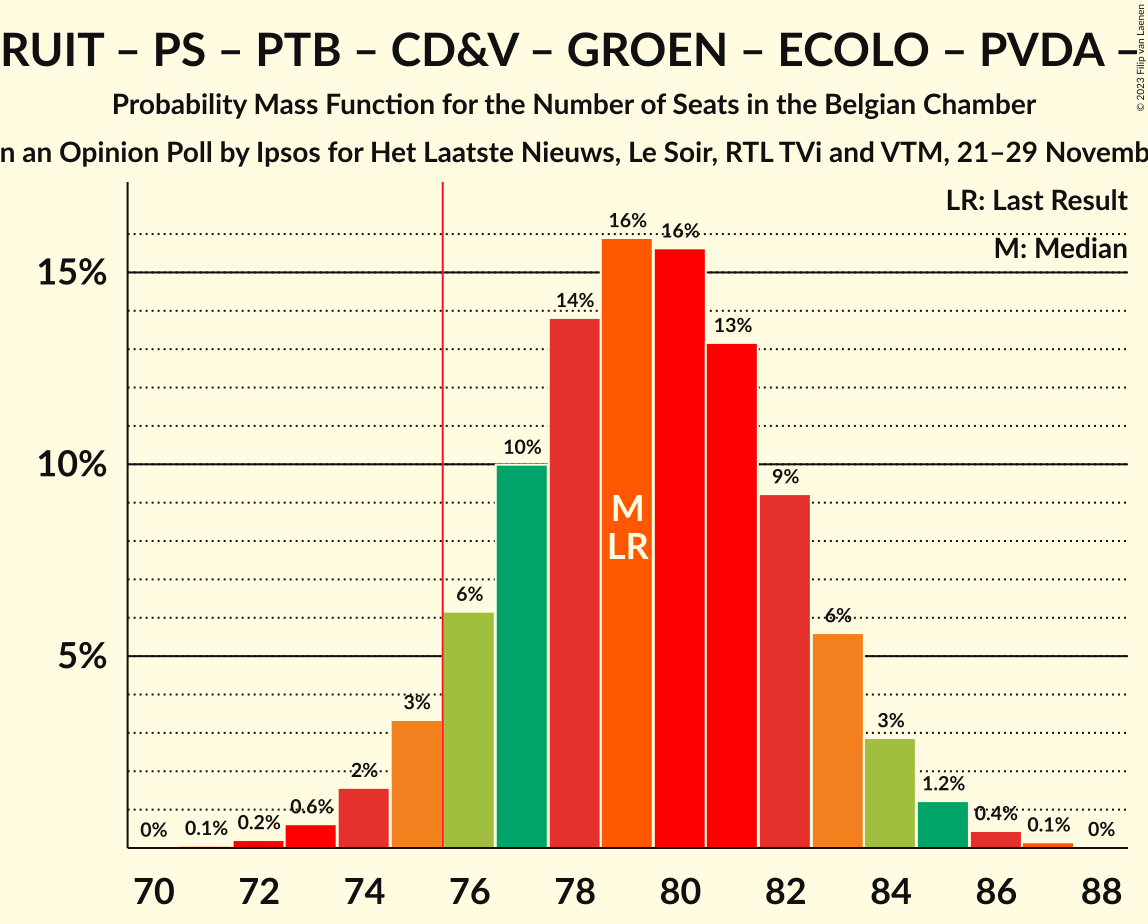 RUIT – PS – PTB – CD&V – GROEN – ECOLO – PVDA –
© 2023 Filip van Laenen
Probability Mass Function for the Number of Seats in the Belgian Chamber
n an Opinion Poll by Ipsos for Het Laatste Nieuws, Le Soir, RTL TVi and VTM, 21–29 Novemb
LR: Last Result
M: Median
15%
10%
5%
0%
0.1%
0.2%
0.6%
2%
3%
6%
10%
14%
16%
16%
13%
9%
6%
3%
1.2%
0.4%
0.1%
0%
M
LR
70 72 74 76 78 80 82 84 86 88